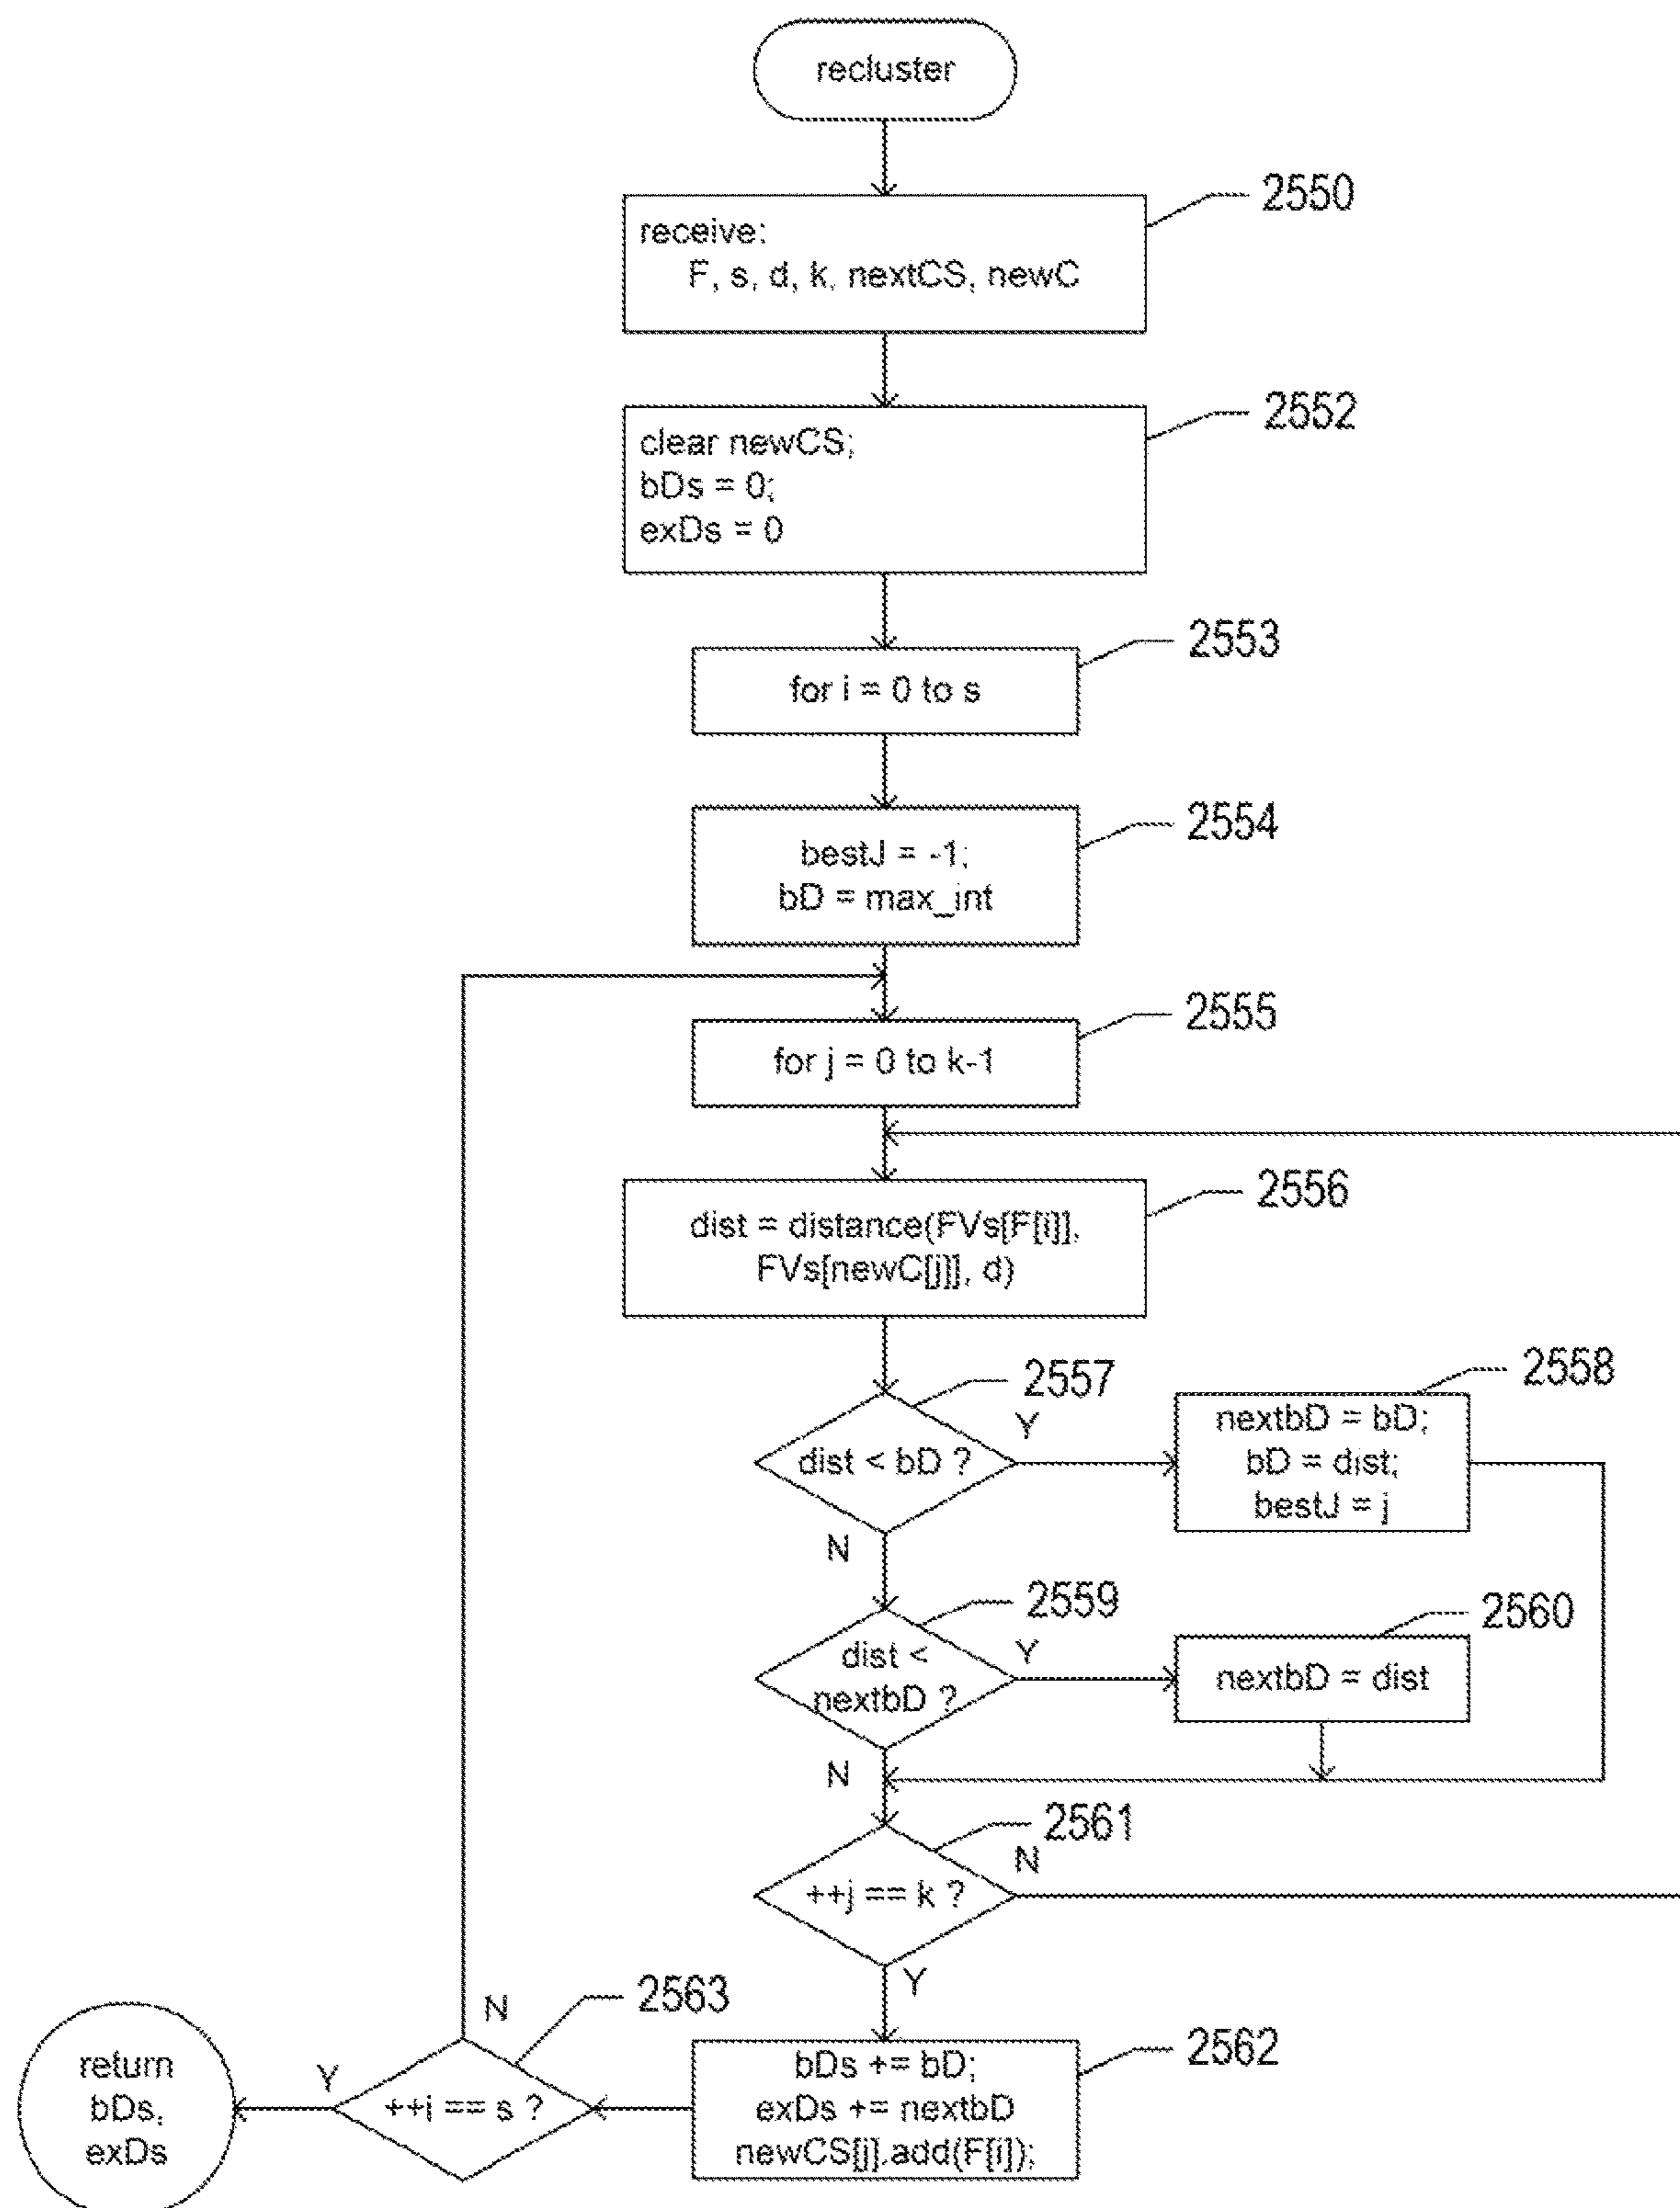 recluster
2550
receive:
F, s, d, k, nextCS, newC
2552
clear newCS;
bDs = 0;
exDs = 0
2553
for i = 0 to s
2554
bestJ = -1;
bD = max_int
2555
for j = 0 to k-1
2556
dist = distance(FVs[F[i]],
FVs[newC[j]], d)
2557
dist < bD ?
Y
N
2558
nextbD = bD;
bD = dist;
bestJ = j
2559
dist <
nextbD ?
Y
N
2560
nextbD = dist
2561
++j == k ?
N
Y
2562
bDs += bD;
exDs += nextbD
newCS[j].add(F[i]);
2563
++i == s ?
N
Y
return
bDs,
exDs